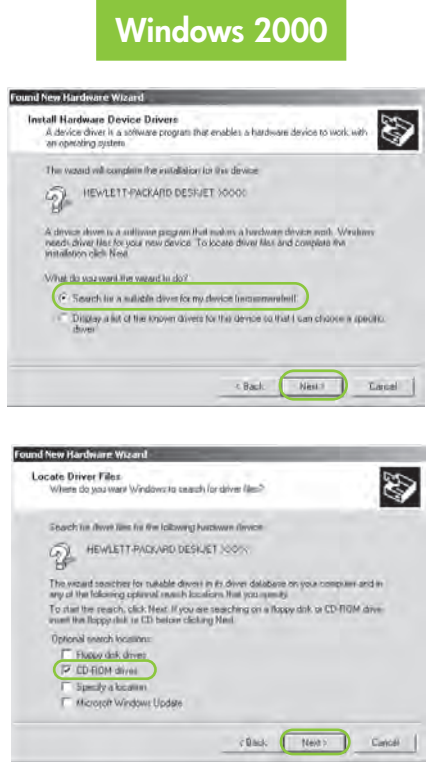 Windows 2000
Found New Hardware Wizard
Install Hardware Device Drivers
A device driver is a software program that enables a hardware device to work with
an operating system.
This wizard will complete the installation for this device:
HEWLETT-PACKARD DESKJET XXXX
A device driver is a software program that makes a hardware device work. Windows
needs driver files for your new device. To locate driver files and complete the
installation click Next.
What do you want the wizard to do?
Search for a suitable driver for my device (recommended)
Display a list of the known drivers for this device so that I can choose a specific
driver
< Back
Next >
Cancel
Found New Hardware Wizard
Locate Driver Files
Where do you want Windows to search for driver files?
Search for driver files for the following hardware device:
HEWLETT-PACKARD DESKJET XXXX
The wizard searches for suitable drivers in its driver database on your computer and in
any of the following optional search locations that you specify.
To start the search, click Next. If you are searching on a floppy disk or CD-ROM drive,
insert the floppy disk or CD before clicking Next.
Optional search locations:
Floppy disk drives
CD-ROM drives
Specify a location
Microsoft Windows Update
< Back
Next >
Cancel